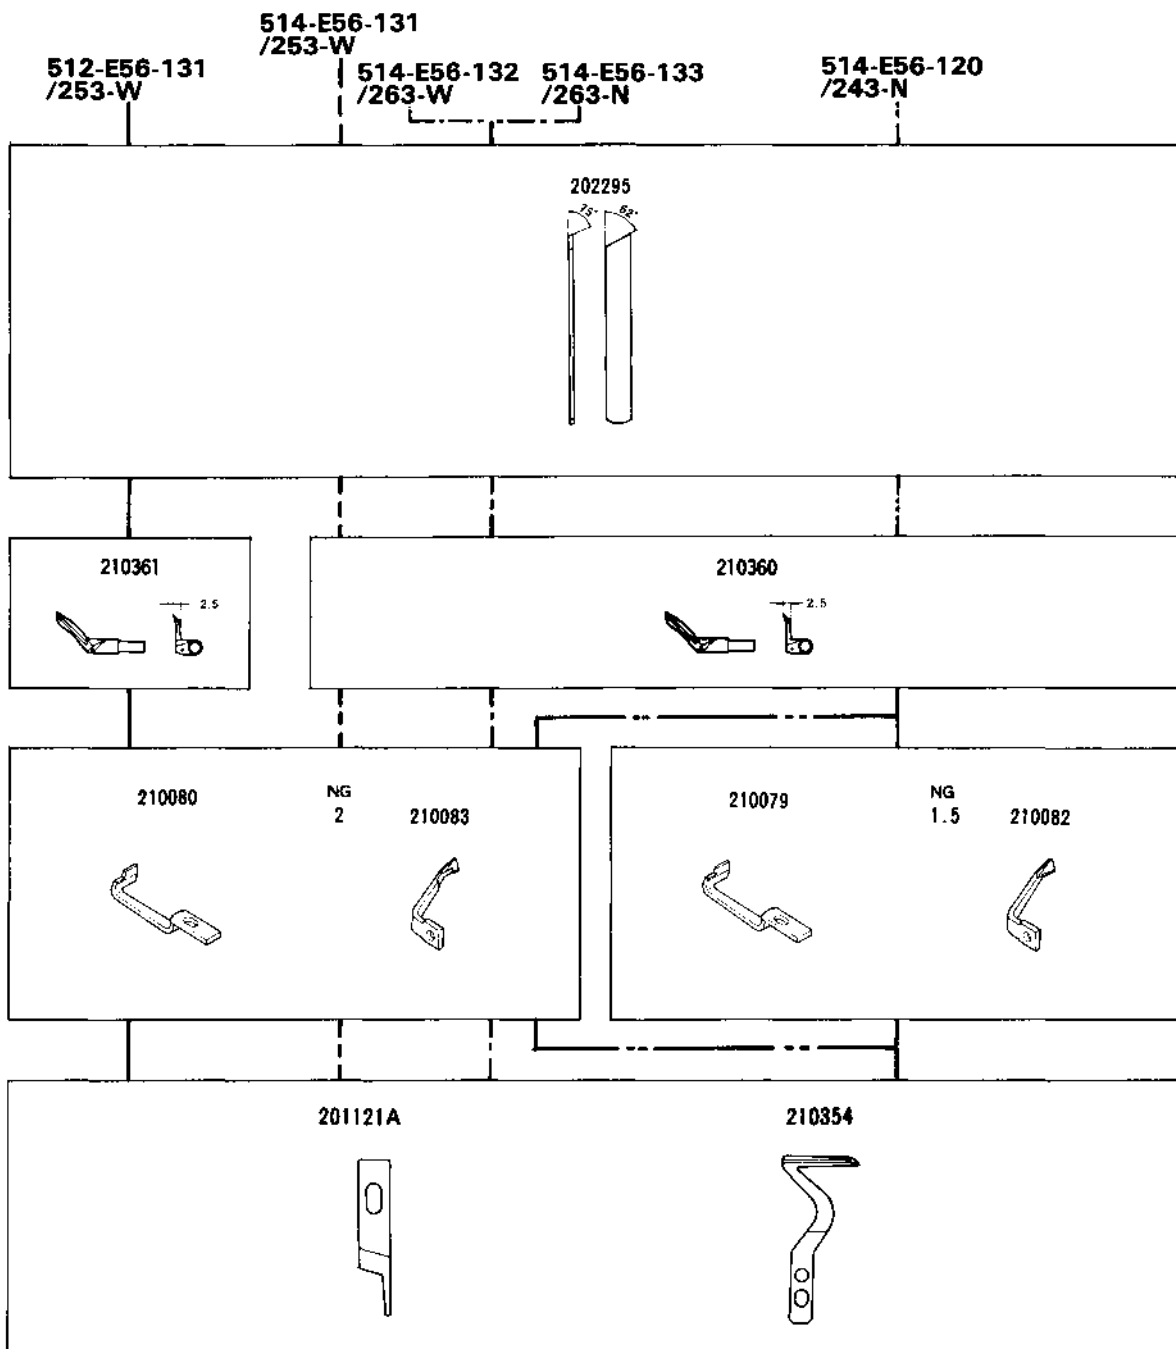 514-E56-131
/253-W
512-E56-131
/253-W
514-E56-132
/263-W
514-E56-133
/263-N
514-E56-120
/243-N
202295
75°
62°
210361
2.5
210360
2.5
210080
NG
2
210083
210079
NG
1.5
210082
201121A
210354